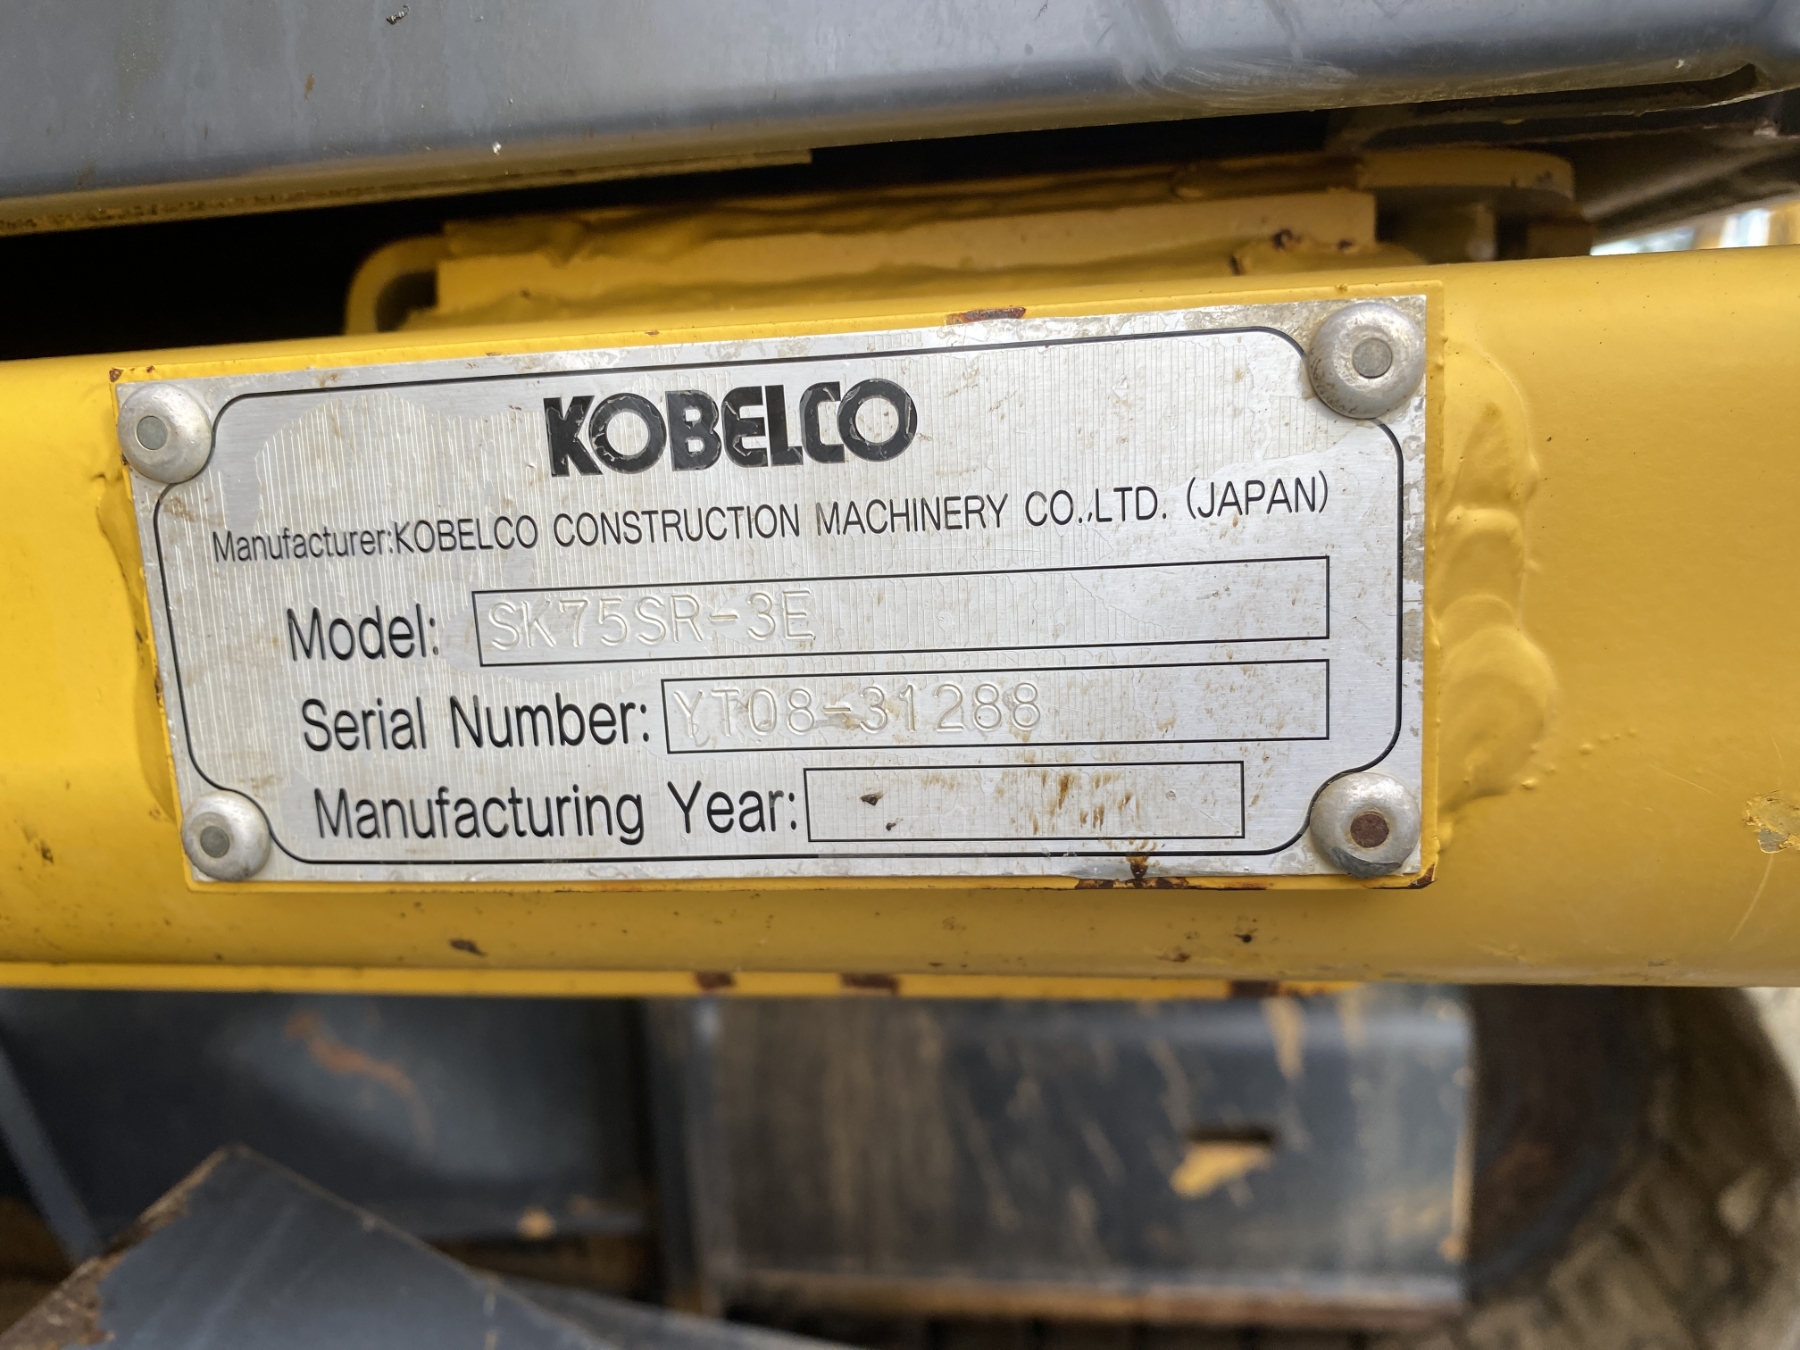 KOBELCO
Manufacturer:KOBELCO CONSTRUCTION MACHINERY CO.,LTD. (JAPAN)
Model: SK75SR-3E
Serial Number: YT08-31288
Manufacturing Year: